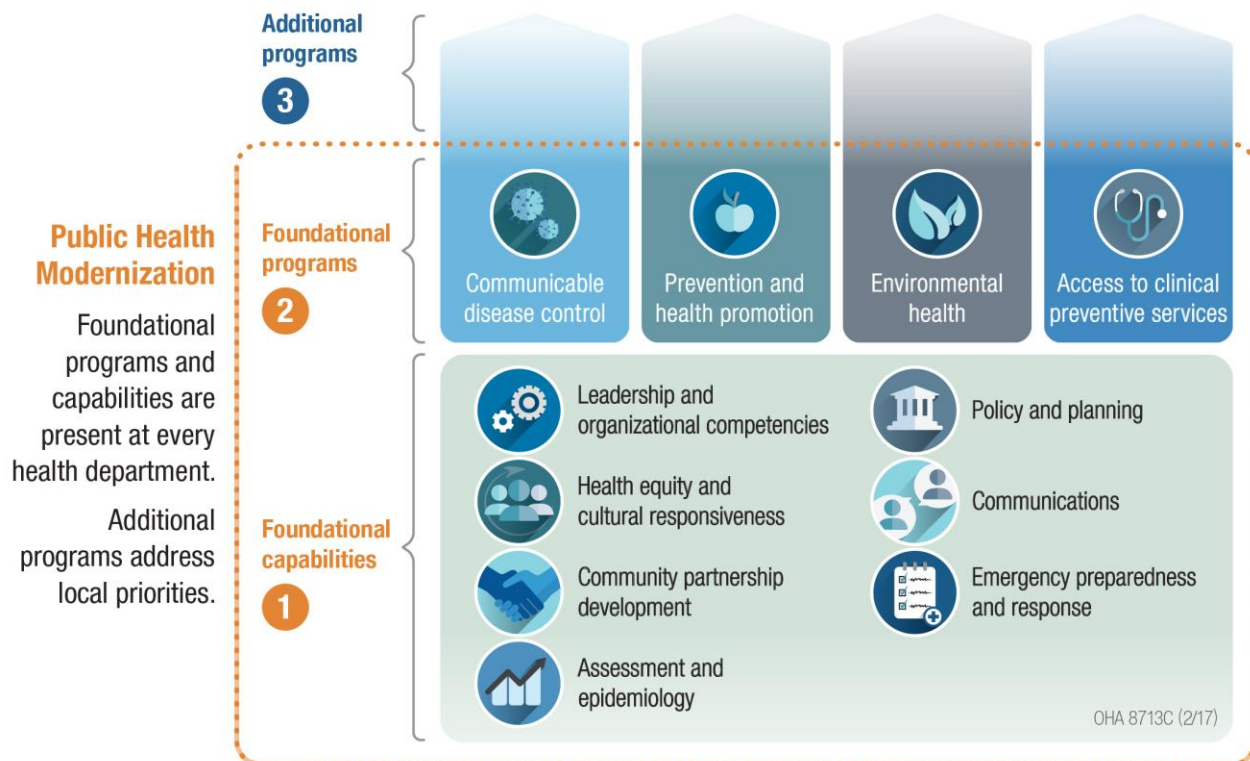 Additional
programs
3
Public Health
Modernization
Foundational
programs and
capabilities are
present at every
health department.
Additional
programs address
local priorities.
Foundational
programs
2
Communicable
disease control
Prevention and
health promotion
Environmental
health
Access to clinical
preventive services
Foundational
capabilities
1
Leadership and
organizational competencies
Health equity and
cultural responsiveness
Community partnership
development
Assessment and
epidemiology
Policy and planning
Communications
Emergency preparedness
and response
OHA 8713C (2/17)